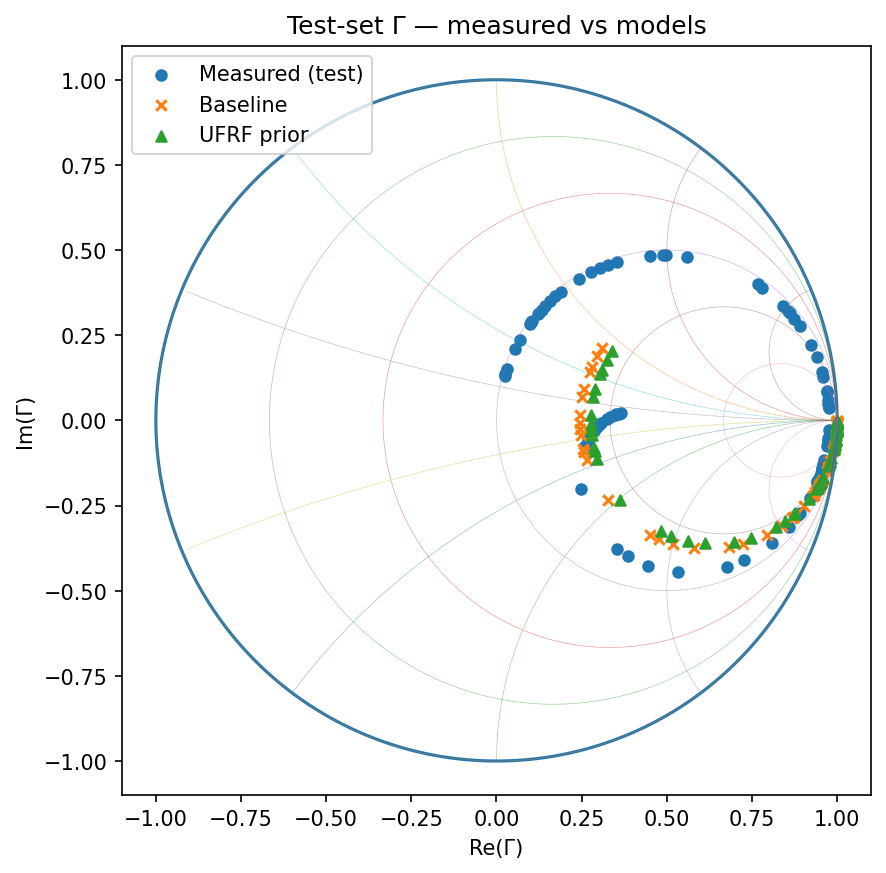 Test-set Γ — measured vs models
Measured (test)
Baseline
UFRF prior
1.00
0.75
0.50
0.25
0.00
−0.25
−0.50
−0.75
−1.00
Im(Γ)
−1.00 −0.75 −0.50 −0.25 0.00 0.25 0.50 0.75 1.00
Re(Γ)